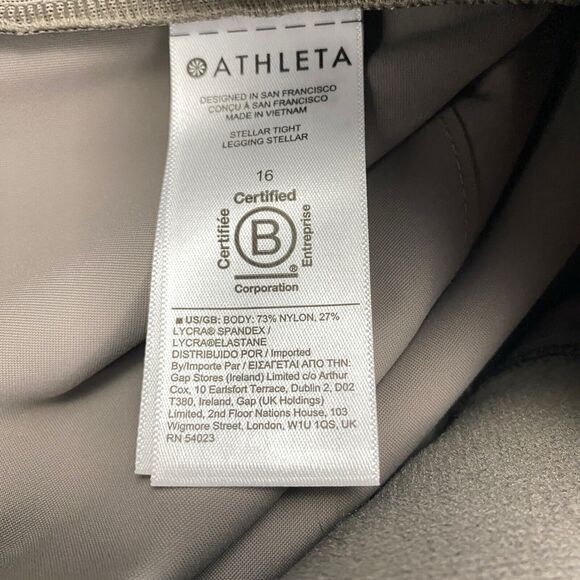 ATHLETA
DESIGNED IN SAN FRANCISCO
CONÇU À SAN FRANCISCO
MADE IN VIETNAM
STELLAR TIGHT
LEGGING STELLAR
16
Certified
Certifiée
B
Entreprise
®
Corporation
■ US/GB: BODY: 73% NYLON, 27%
LYCRA® SPANDEX /
LYCRA®ELASTANE
DISTRIBUIDO POR / Imported
By/Importe Par / ΕΙΣΑΓΕΤΑΙ ΑΠΟ ΤΗΝ:
Gap Stores (Ireland) Limited c/o Arthur
Cox, 10 Earlsfort Terrace, Dublin 2, D02
T380, Ireland, Gap (UK Holdings)
Limited, 2nd Floor Nations House, 103
Wigmore Street, London, W1U 1QS, UK
RN 54023